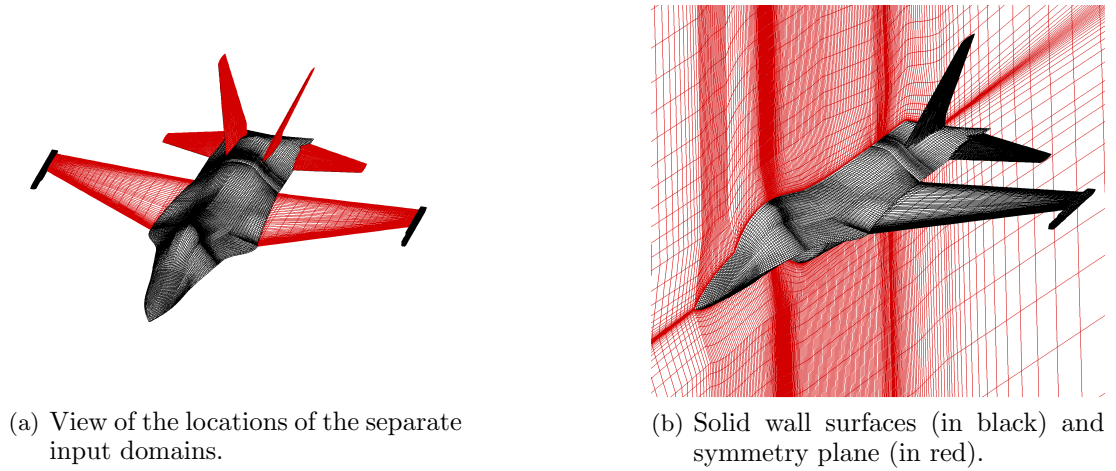 (a) View of the locations of the separate
input domains.
(b) Solid wall surfaces (in black) and
symmetry plane (in red).